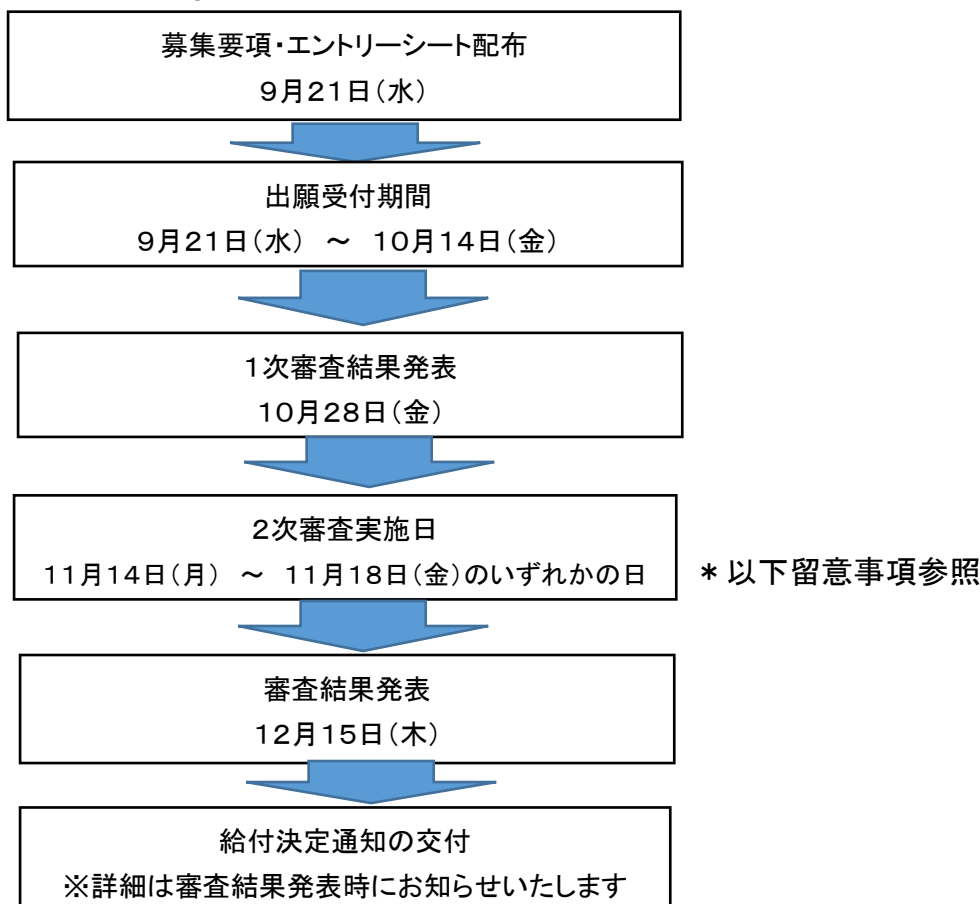 募集要項・エントリーシート配布
９月２１日（水）
出願受付期間
９月２１日（水） ～ １０月１４日（金）
１次審査結果発表
１０月２８日（金）
２次審査実施日
１１月１４日（月） ～ １１月１８日（金）のいずれかの日
＊以下留意事項参照
審査結果発表
１２月１５日（木）
給付決定通知の交付
※詳細は審査結果発表時にお知らせいたします